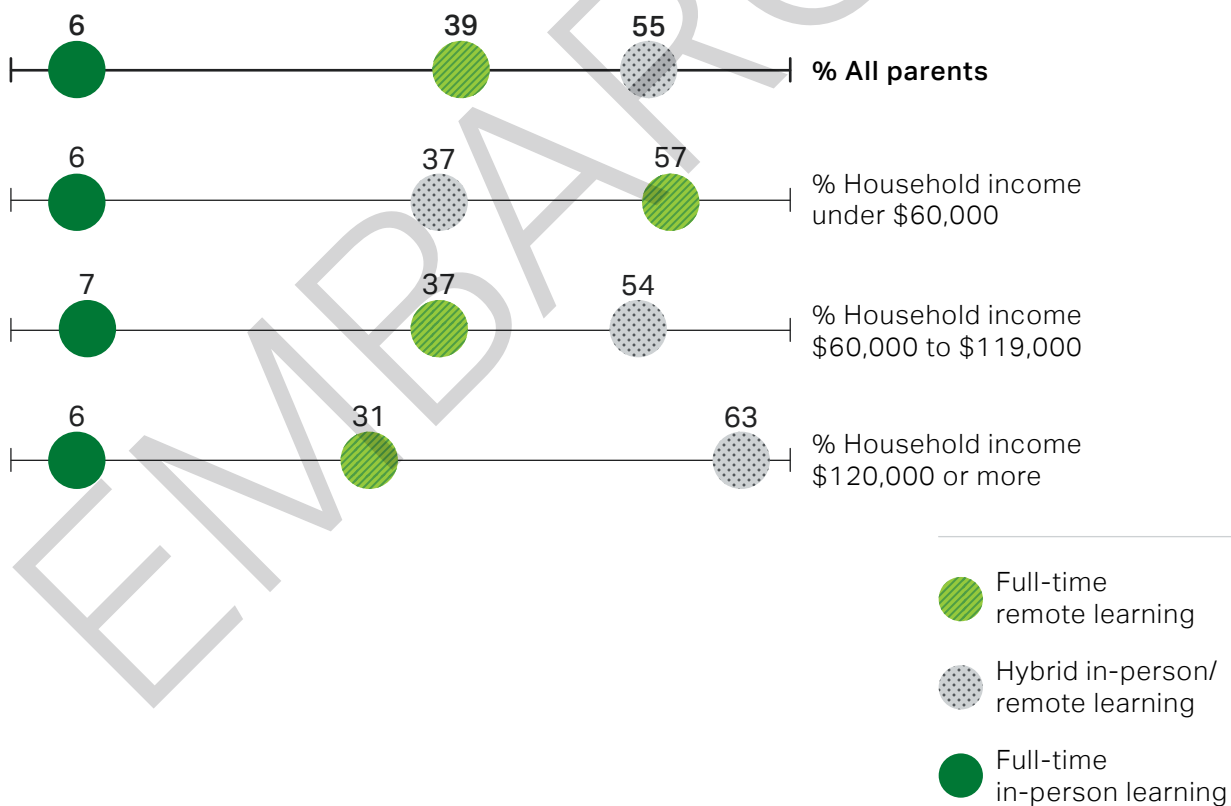 6 39 55
% All parents
6 37 57
% Household income
under $60,000
7 37 54
% Household income
$60,000 to $119,000
6 31 63
% Household income
$120,000 or more
Full-time
remote learning
Hybrid in-person/
remote learning
Full-time
in-person learning